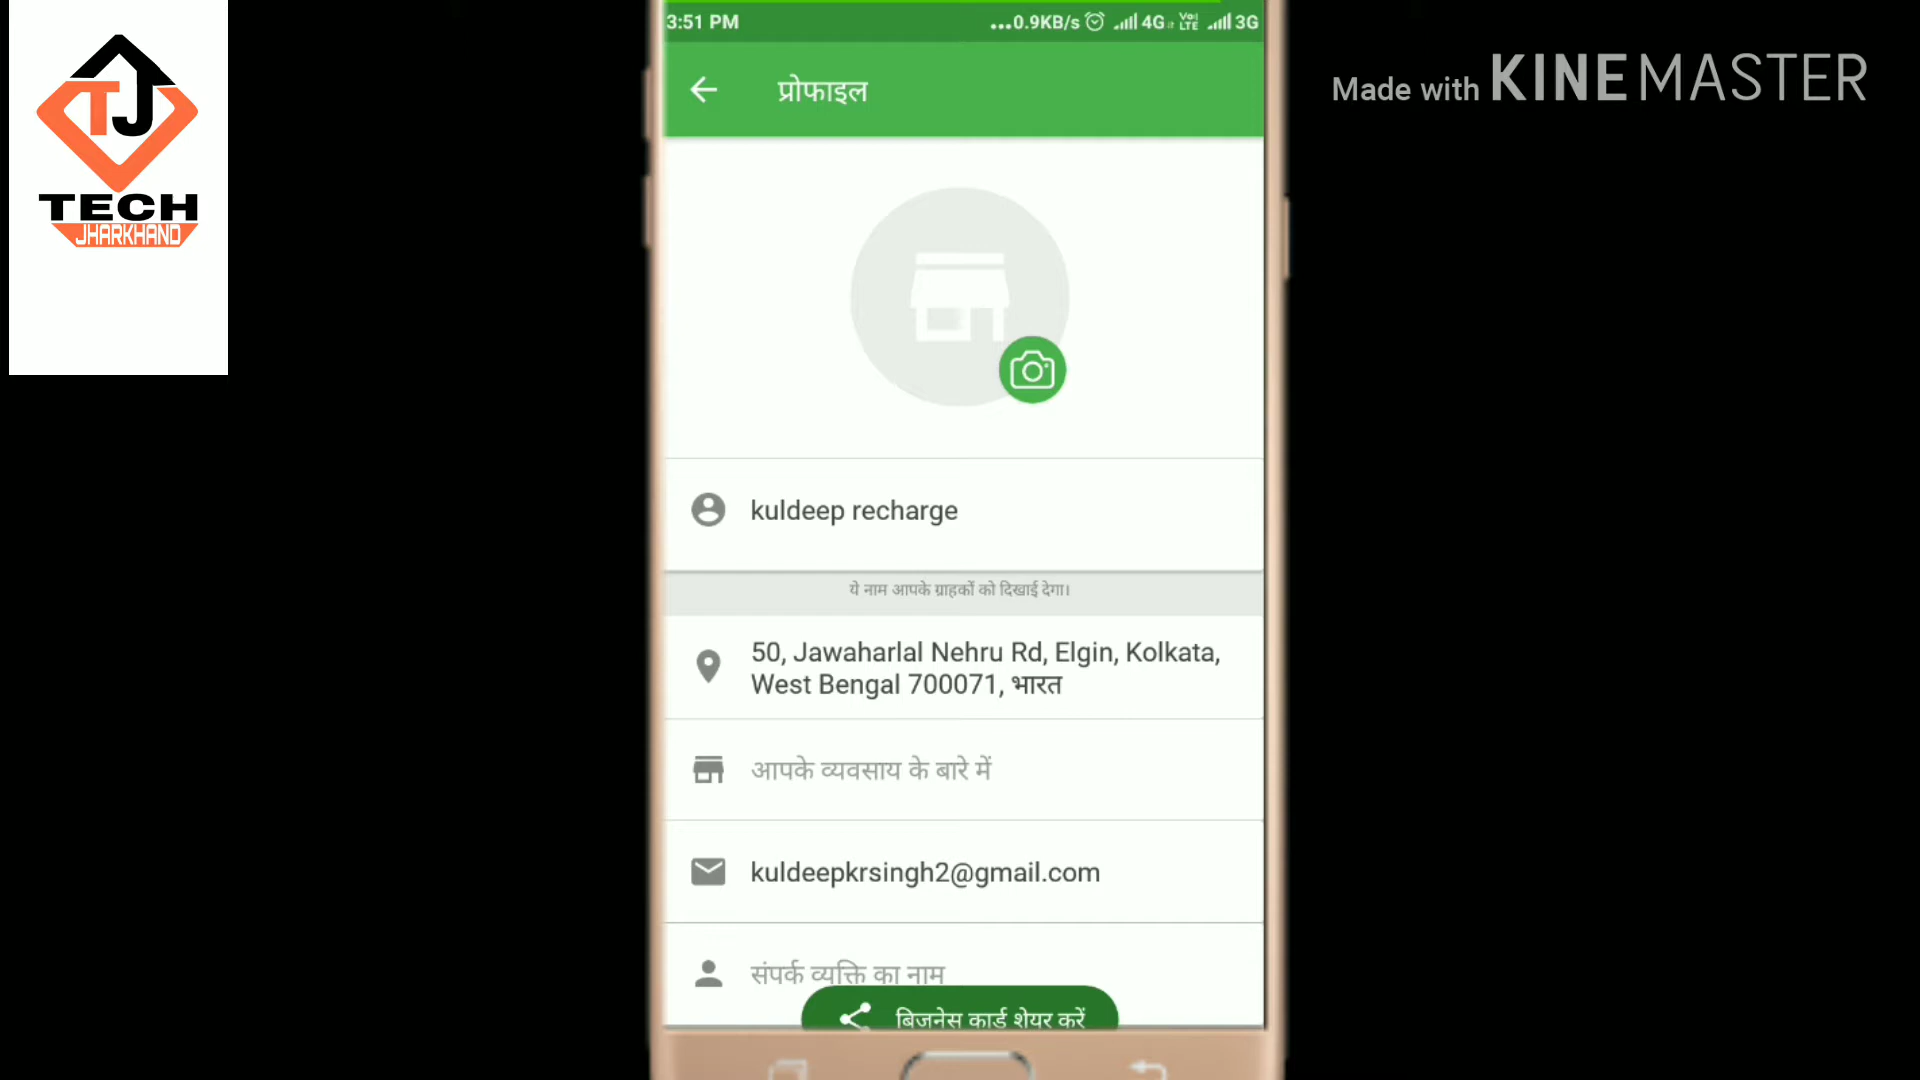 3:51 PM
...0.9KB/s 4G VoLTE 3G
प्रोफाइल
Made with KINEMASTER
TJ
TECH
JHARKHAND
kuldeep recharge
ये नाम आपके ग्राहकों को दिखाई देगा।
50, Jawaharlal Nehru Rd, Elgin, Kolkata,
West Bengal 700071, भारत
आपके व्यवसाय के बारे में
kuldeepkrsingh2@gmail.com
संपर्क व्यक्ति का नाम
बिजनेस कार्ड शेयर करें